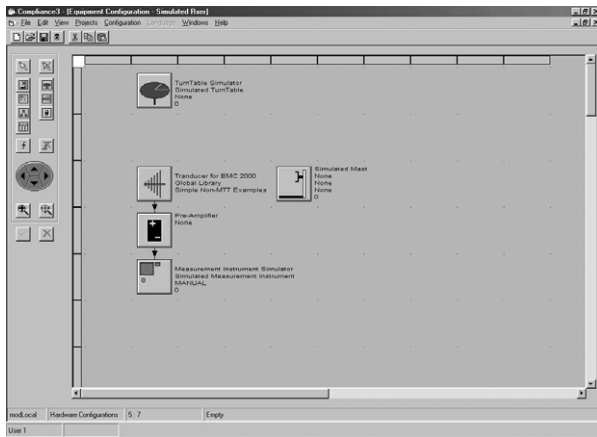 Compliance3 - [Equipment Configuration - Simulated Rxes]
File Edit View Projects Configuration Language Windows Help
TurnTable Simulator
Simulated TurnTable
None
0
Tranducer for EMC 2000
Global Library
Simple Non-MTT Examples
Simulated Mast
None
None
None
0
Pre-Amplifier
None
Measurement Instrument Simulator
Simulated Measurement Instrument
MANUAL
0
modLocal Hardware Configurations 5 : 7 Empty
User 1